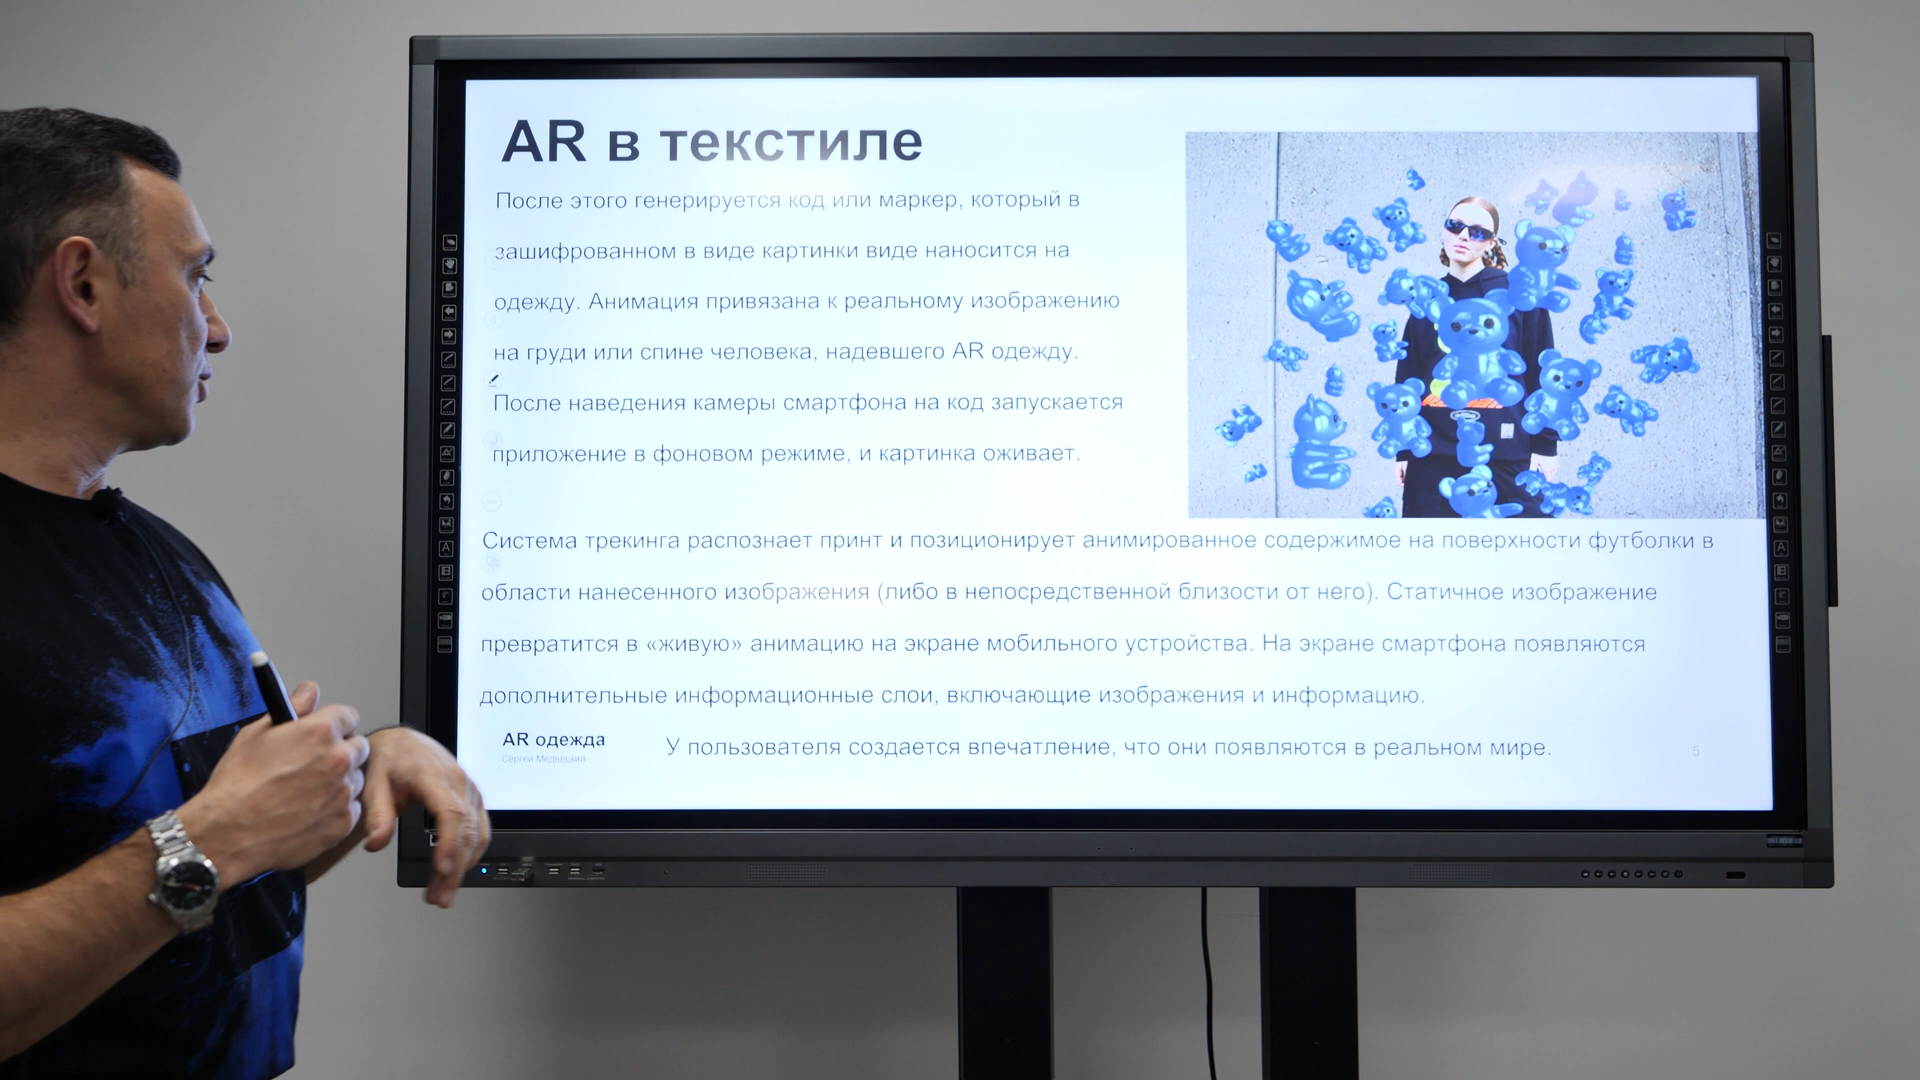 AR в текстиле
После этого генерируется код или маркер, который в
зашифрованном в виде картинки виде наносится на
одежду. Анимация привязана к реальному изображению
на груди или спине человека, надевшего AR одежду.
После наведения камеры смартфона на код запускается
приложение в фоновом режиме, и картинка оживает.
Система трекинга распознает принт и позиционирует анимированное содержимое на поверхности футболки в
области нанесенного изображения (либо в непосредственной близости от него). Статичное изображение
превратится в «живую» анимацию на экране мобильного устройства. На экране смартфона появляются
дополнительные информационные слои, включающие изображения и информацию.
У пользователя создается впечатление, что они появляются в реальном мире.
AR одежда
Сергей Медвецкий
5